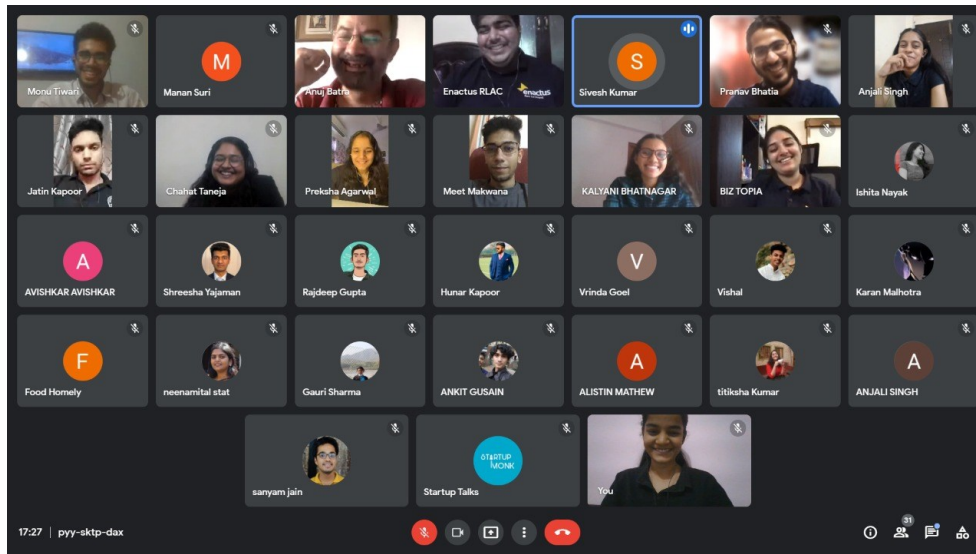 Monu Tiwari
M
Manan Suri
Anuj Batra
Enactus RLAC
enactus
S
Sivesh Kumar
Pranav Bhatia
Anjali Singh
Jatin Kapoor
Chahat Taneja
Preksha Agarwal
Meet Makwana
KALYANI BHATNAGAR
BIZ TOPIA
Ishita Nayak
A
AVISHKAR AVISHKAR
Shreesha Yajaman
Rajdeep Gupta
Hunar Kapoor
V
Vrinda Goel
Vishal
Karan Malhotra
F
Food Homely
neenamital stat
Gauri Sharma
ANKIT GUSAIN
A
ALISTIN MATHEW
titiksha Kumar
A
ANJALI SINGH
sanyam jain
STARTUP
MONK
Startup Talks
You
17:27 | pyy-sktp-dax
31